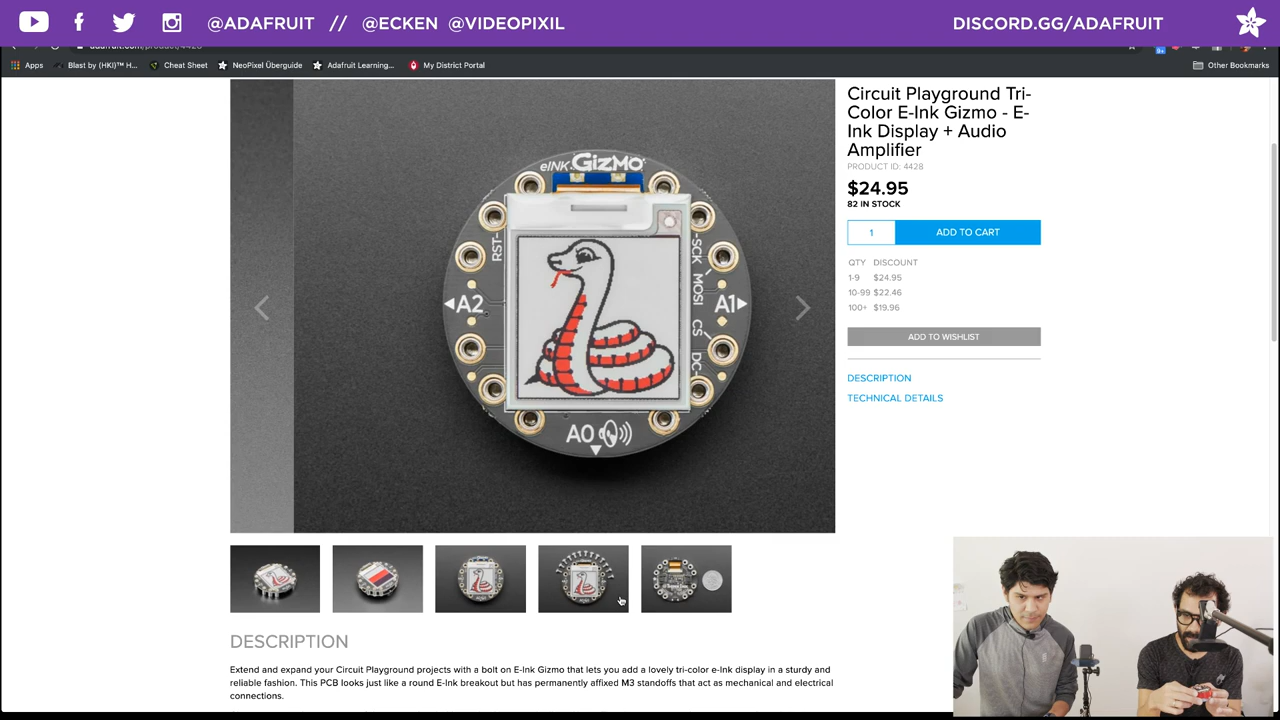 @ADAFRUIT // @ECKEN @VIDEOPIXIL
DISCORD.GG/ADAFRUIT
adafruit.com/product/4428
Apps
Blast by (HKI)™ H...
Cheat Sheet
NeoPixel Überguide
Adafruit Learning...
My District Portal
Other Bookmarks
eINK GIZMO
RST-
-SCK
MOSI
CS
DC-
◀A2
A1▶
A0
Circuit Playground Tri-
Color E-Ink Gizmo - E-
Ink Display + Audio
Amplifier
PRODUCT ID: 4428
$24.95
82 IN STOCK
1
ADD TO CART
QTY DISCOUNT
1-9 $24.95
10-99 $22.46
100+ $19.96
ADD TO WISHLIST
DESCRIPTION
TECHNICAL DETAILS
DESCRIPTION
Extend and expand your Circuit Playground projects with a bolt on E-Ink Gizmo that lets you add a lovely tri-color e-Ink display in a sturdy and
reliable fashion. This PCB looks just like a round E-Ink breakout but has permanently affixed M3 standoffs that act as mechanical and electrical
connections.